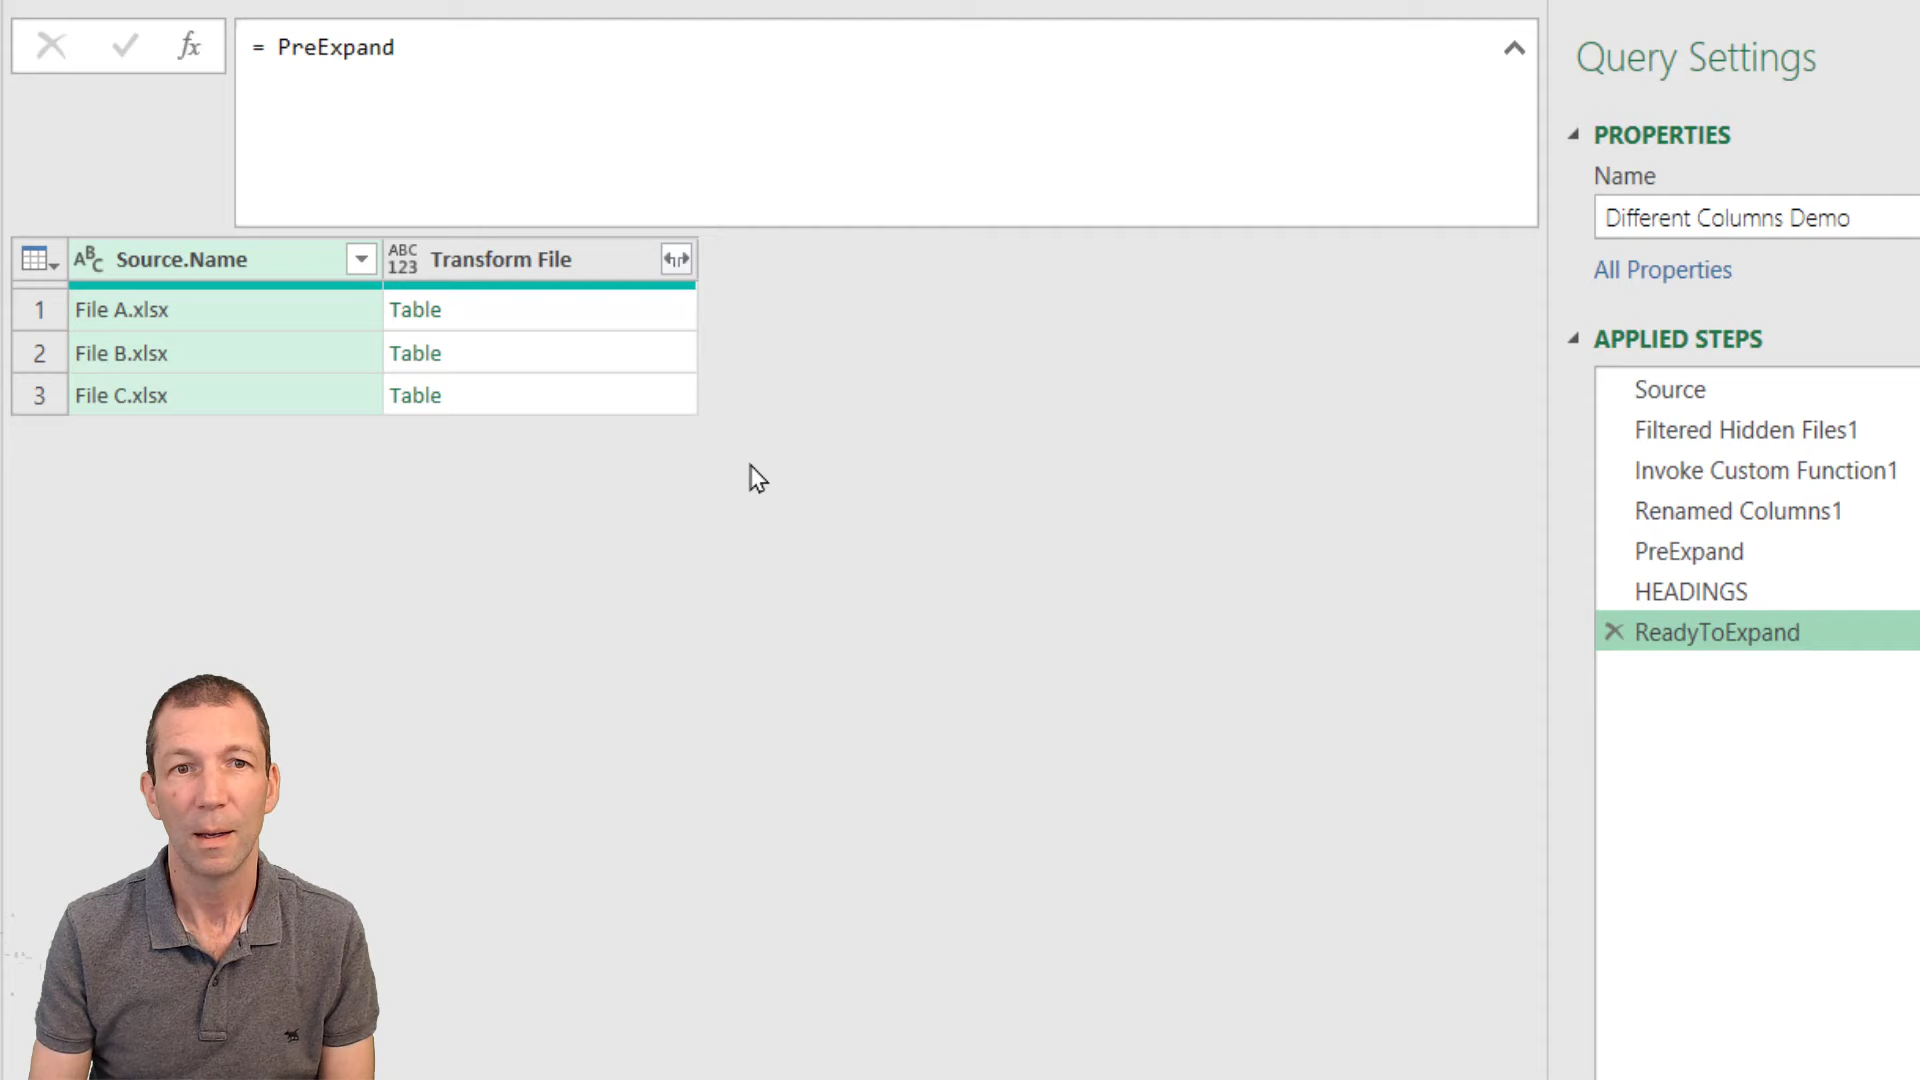 fx
= PreExpand
Query Settings
PROPERTIES
Name
Different Columns Demo
All Properties
APPLIED STEPS
Source
Filtered Hidden Files1
Invoke Custom Function1
Renamed Columns1
PreExpand
HEADINGS
ReadyToExpand
ABC Source.Name ABC 123 Transform File
1 File A.xlsx Table
2 File B.xlsx Table
3 File C.xlsx Table